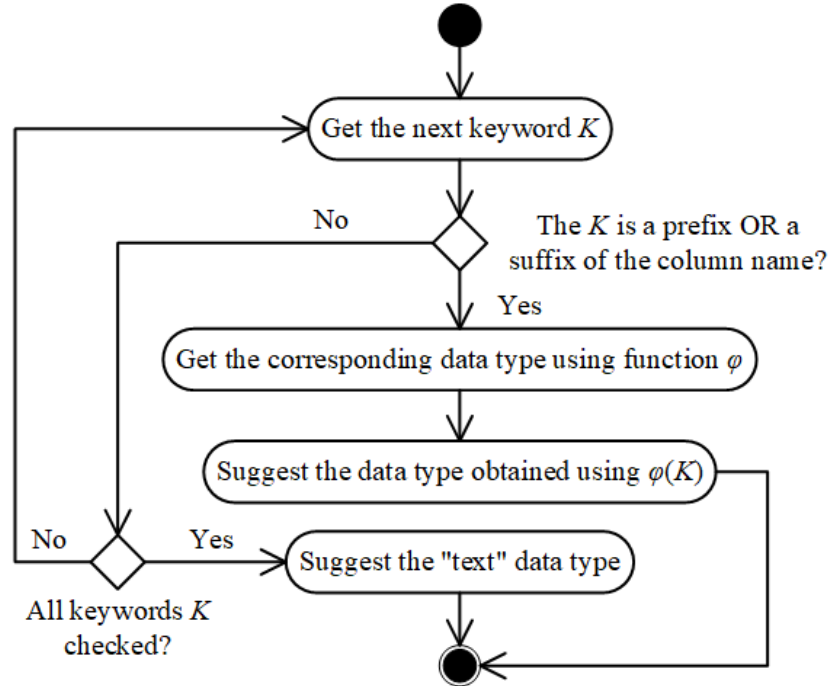 Get the next keyword K
No
The K is a prefix OR a
suffix of the column name?
Yes
Get the corresponding data type using function φ
Suggest the data type obtained using φ(K)
No
Yes
Suggest the "text" data type
All keywords K
checked?